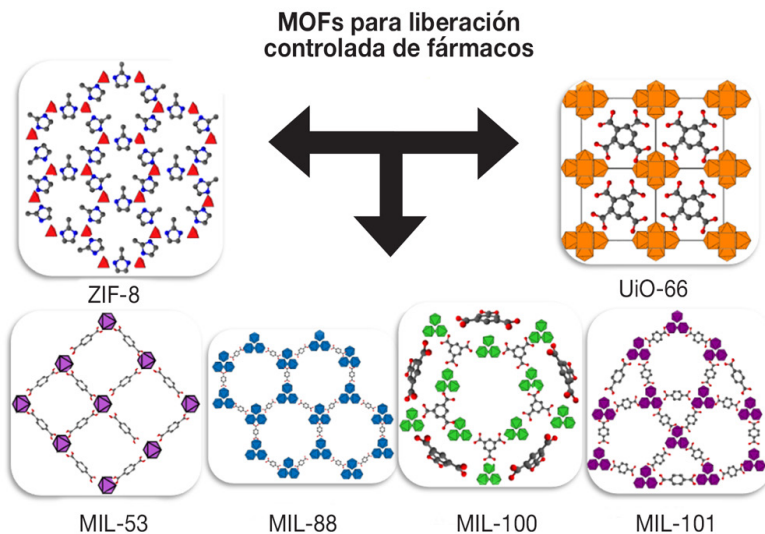 MOFs para liberación
controlada de fármacos
ZIF-8
UiO-66
MIL-53
MIL-88
MIL-100
MIL-101